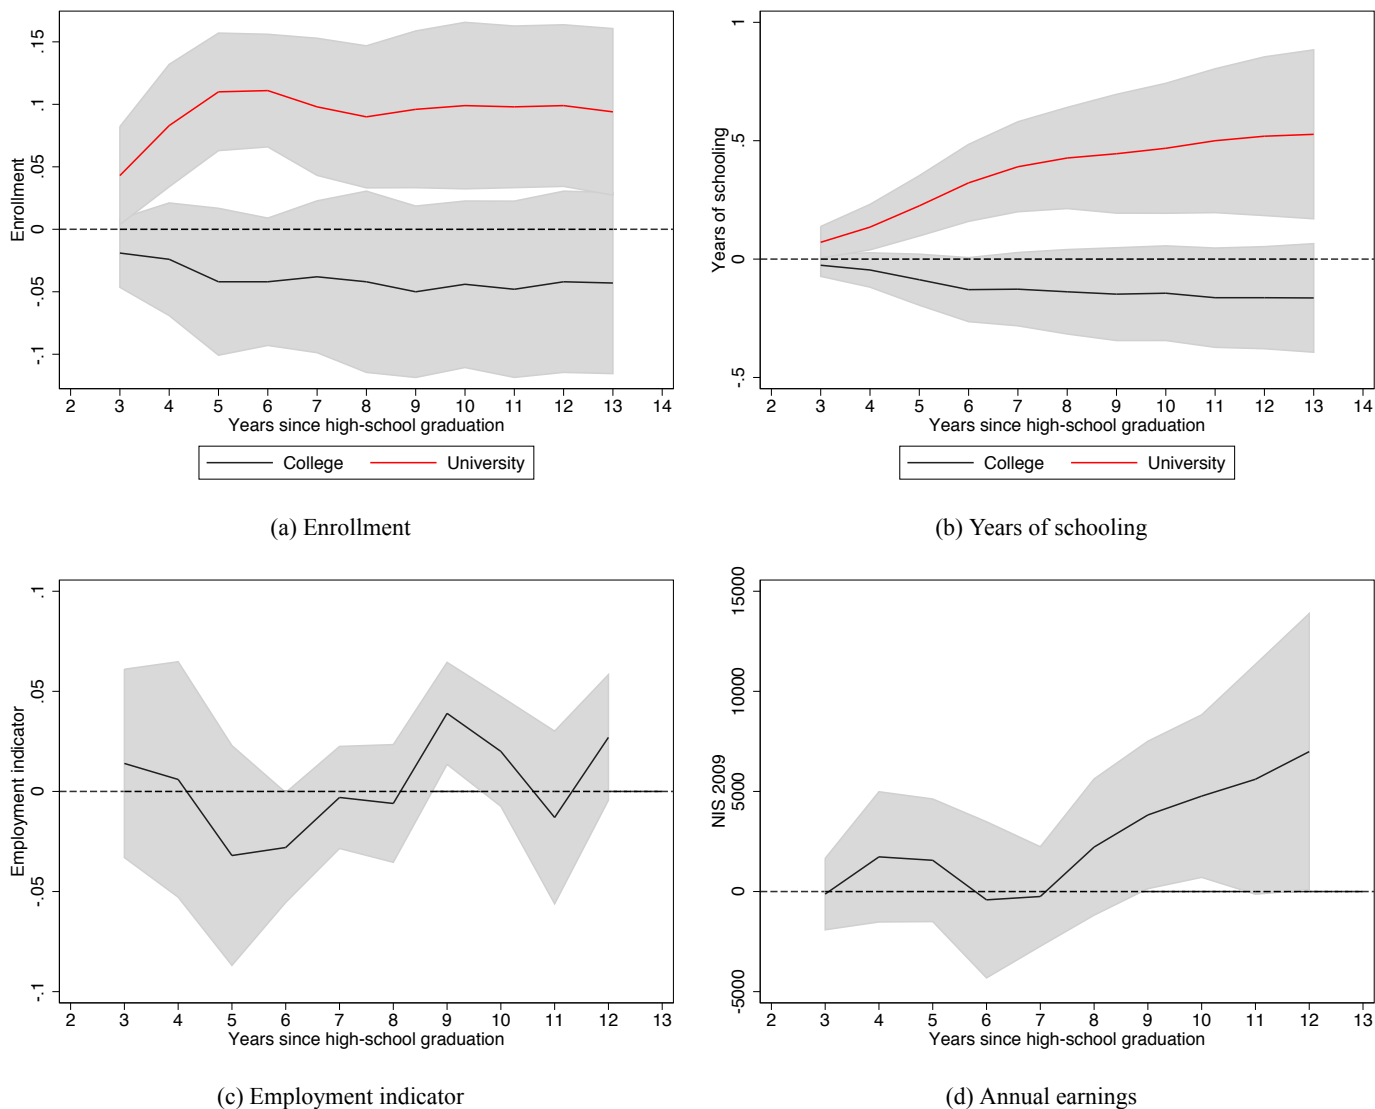 Enrollment
.15
.1
.05
0
-.05
-.1
2 3 4 5 6 7 8 9 10 11 12 13 14
Years since high-school graduation
College University
(a) Enrollment
Years of schooling
1
.5
0
-.5
2 3 4 5 6 7 8 9 10 11 12 13 14
Years since high-school graduation
College University
(b) Years of schooling
Employment indicator
.1
.05
0
-.05
-.1
2 3 4 5 6 7 8 9 10 11 12 13
Years since high-school graduation
(c) Employment indicator
NIS 2009
15000
10000
5000
0
-5000
2 3 4 5 6 7 8 9 10 11 12 13
Years since high-school graduation
(d) Annual earnings